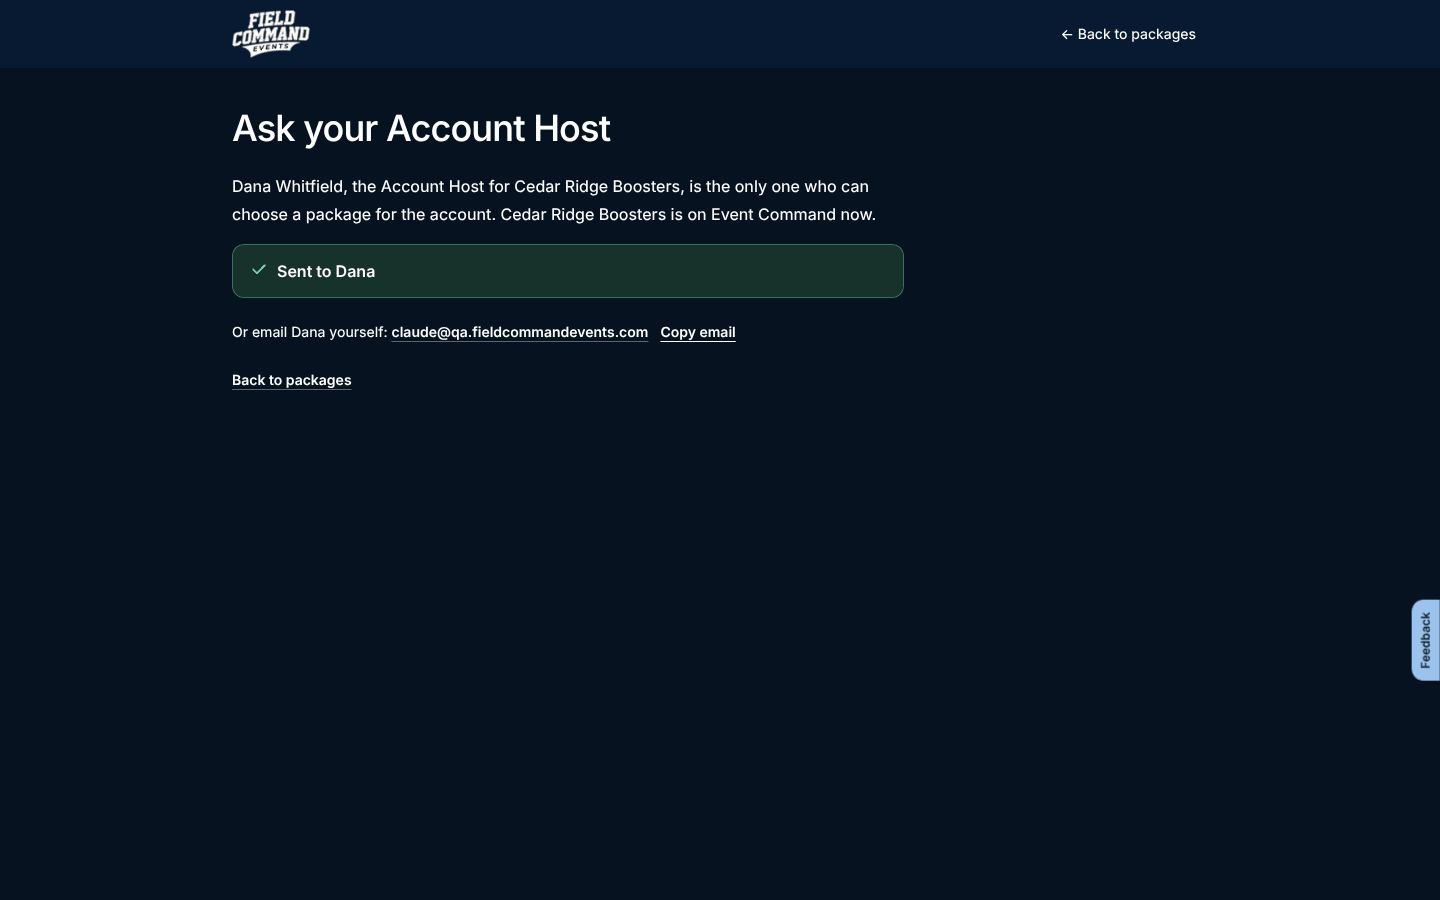 FIELD
COMMAND
EVENTS
← Back to packages
Ask your Account Host
Dana Whitfield, the Account Host for Cedar Ridge Boosters, is the only one who can
choose a package for the account. Cedar Ridge Boosters is on Event Command now.
Sent to Dana
Or email Dana yourself: claude@qa.fieldcommandevents.com Copy email
Back to packages
Feedback